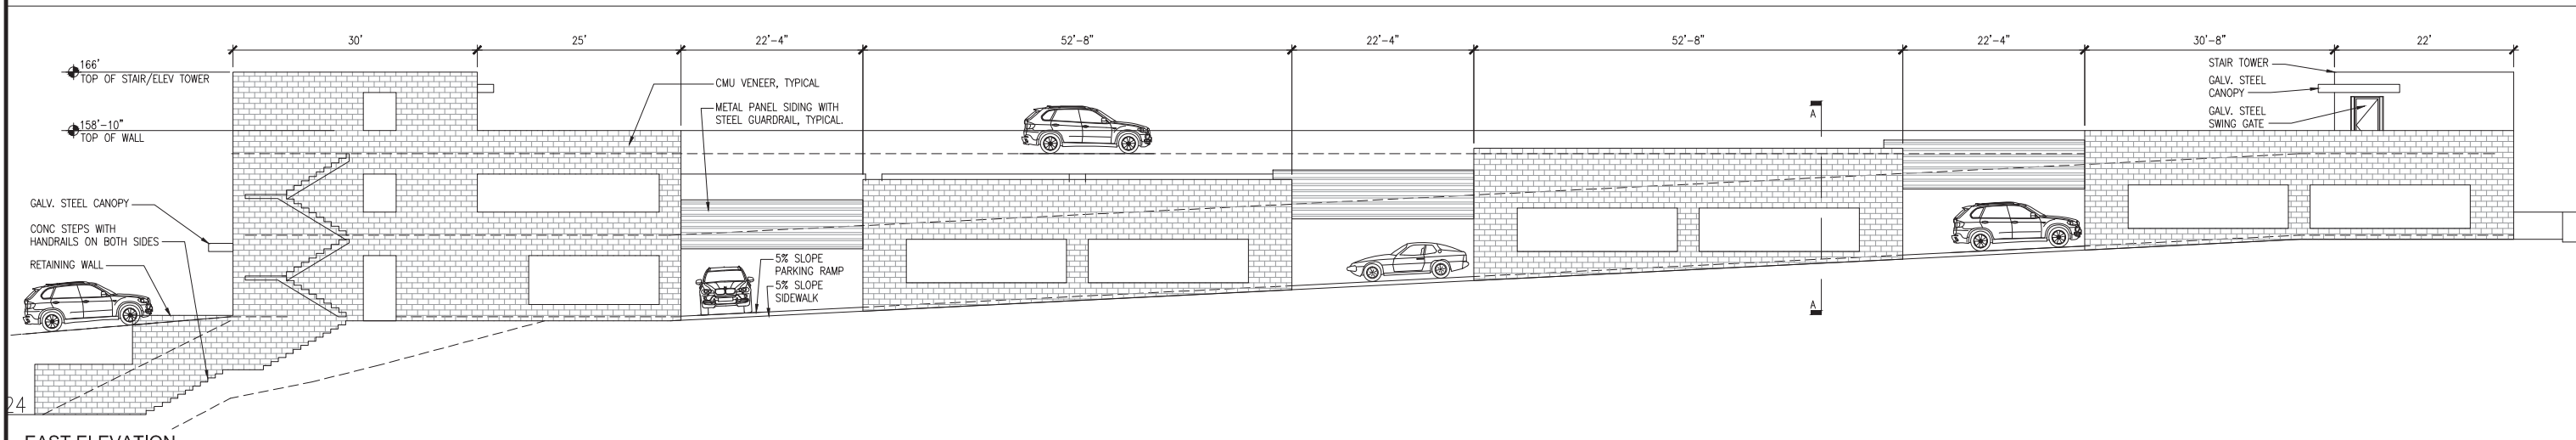 30'
25'
22'-4"
52'-8"
22'-4"
52'-8"
22'-4"
30'-8"
22'
166'
TOP OF STAIR/ELEV TOWER
158'-10"
TOP OF WALL
CMU VENEER, TYPICAL
METAL PANEL SIDING WITH
STEEL GUARDRAIL, TYPICAL.
A
STAIR TOWER
GALV. STEEL
CANOPY
GALV. STEEL
SWING GATE
GALV. STEEL CANOPY
CONC STEPS WITH
HANDRAILS ON BOTH SIDES
RETAINING WALL
5% SLOPE
PARKING RAMP
5% SLOPE
SIDEWALK
A
24
EAST ELEVATION